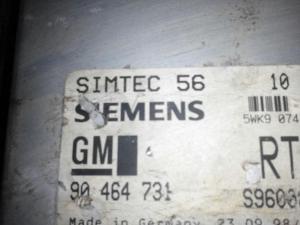 SIMTEC 56 10
SIEMENS
5WK9 074
GM RT
90 464 731 S9600
Made in Germany 23.09.98